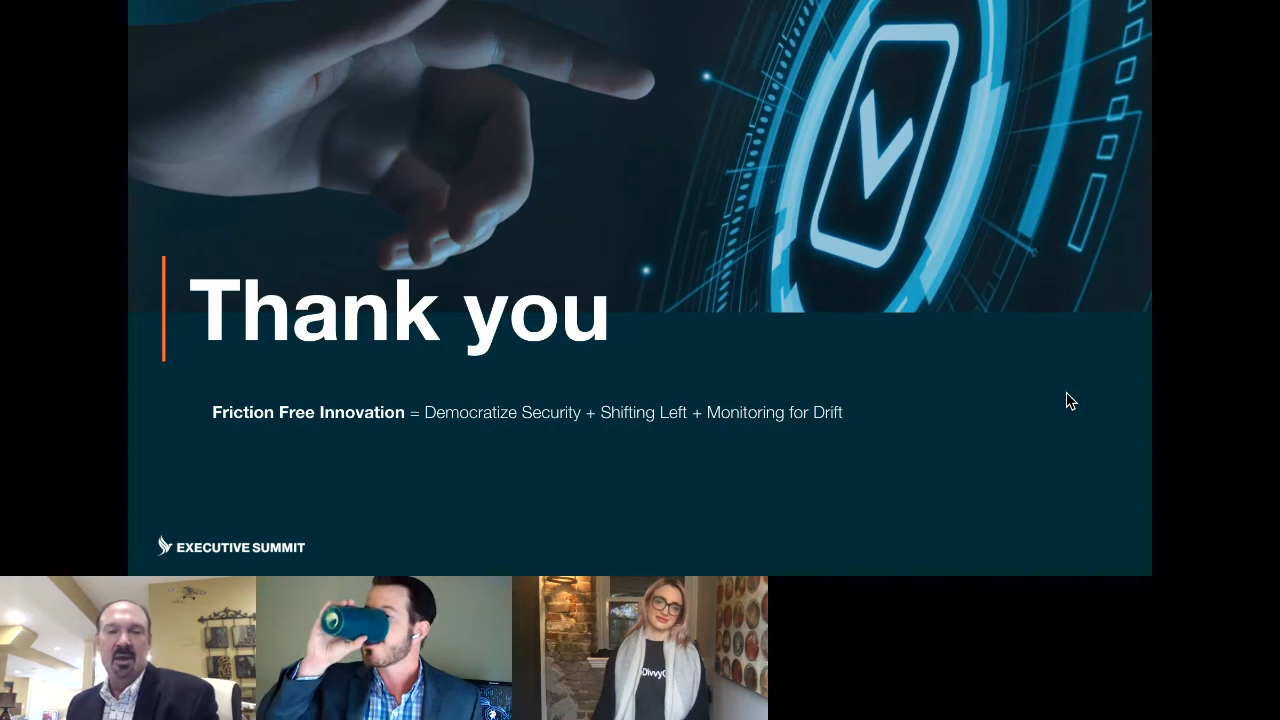 Thank you
Friction Free Innovation = Democratize Security + Shifting Left + Monitoring for Drift
EXECUTIVE SUMMIT